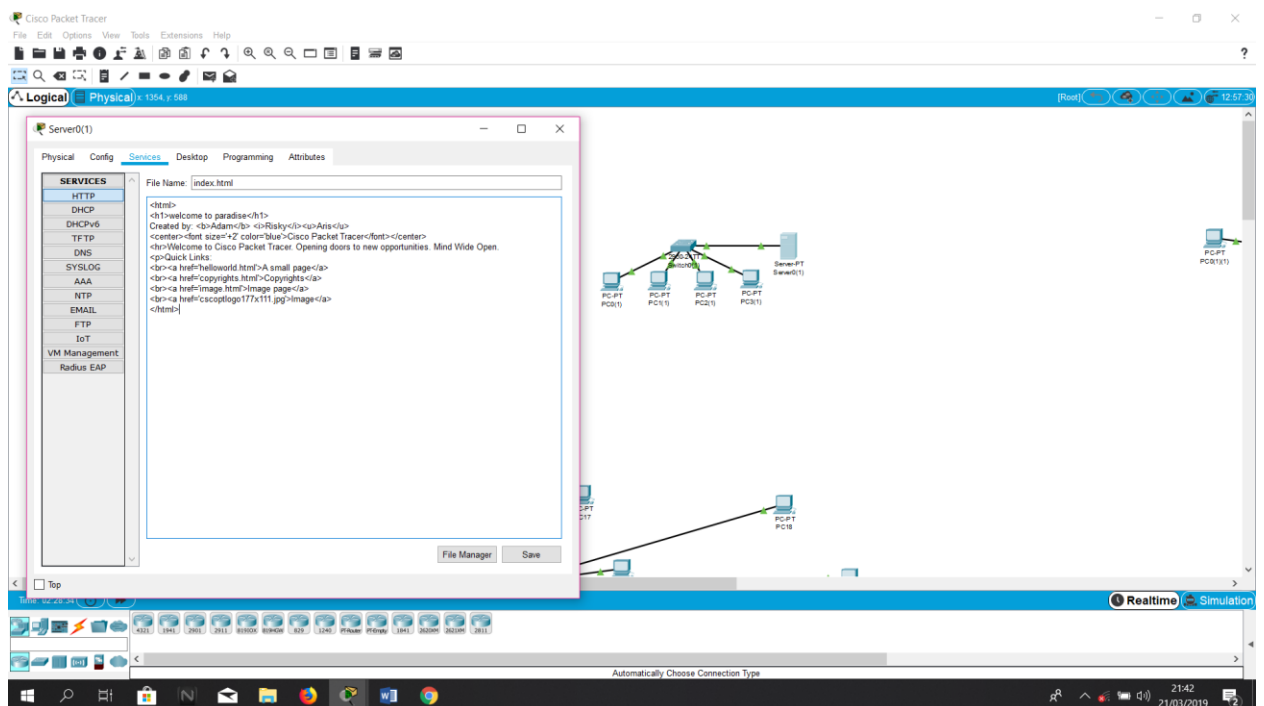 Cisco Packet Tracer
File Edit Options View Tools Extensions Help
?
Logical Physical x: 1354, y: 588 [Root] 12:57:30
Server0(1)
Physical Config Services Desktop Programming Attributes
SERVICES
HTTP
DHCP
DHCPv6
TFTP
DNS
SYSLOG
AAA
NTP
EMAIL
FTP
IoT
VM Management
Radius EAP
File Name: index.html
<html>
<h1>welcome to paradise</h1>
Created by: <b>Adam</b> <i>Risky</i><u>Aris</u>
<center><font size='+2' color='blue'>Cisco Packet Tracer</font></center>
<hr>Welcome to Cisco Packet Tracer. Opening doors to new opportunities. Mind Wide Open.
<p>Quick Links:
<br><a href='helloworld.html'>A small page</a>
<br><a href='copyrights.html'>Copyrights</a>
<br><a href='image.html'>Image page</a>
<br><a href='cscoptlogo177x111.jpg'>Image</a>
</html>
File Manager Save
Top
Server-PT
Server0(1)
PC-PT
PC0(1)
PC-PT
PC1(1)
PC-PT
PC2(1)
PC-PT
PC3(1)
PC-PT
PC0(1)(1)
PC-PT
PC18
Realtime Simulation
4321 1941 2901 2911 819IOX 819HGW 829 1240 PT-Router PT-Empty 1841 2620XM 2621XM 2811
Automatically Choose Connection Type
21:42
21/03/2019